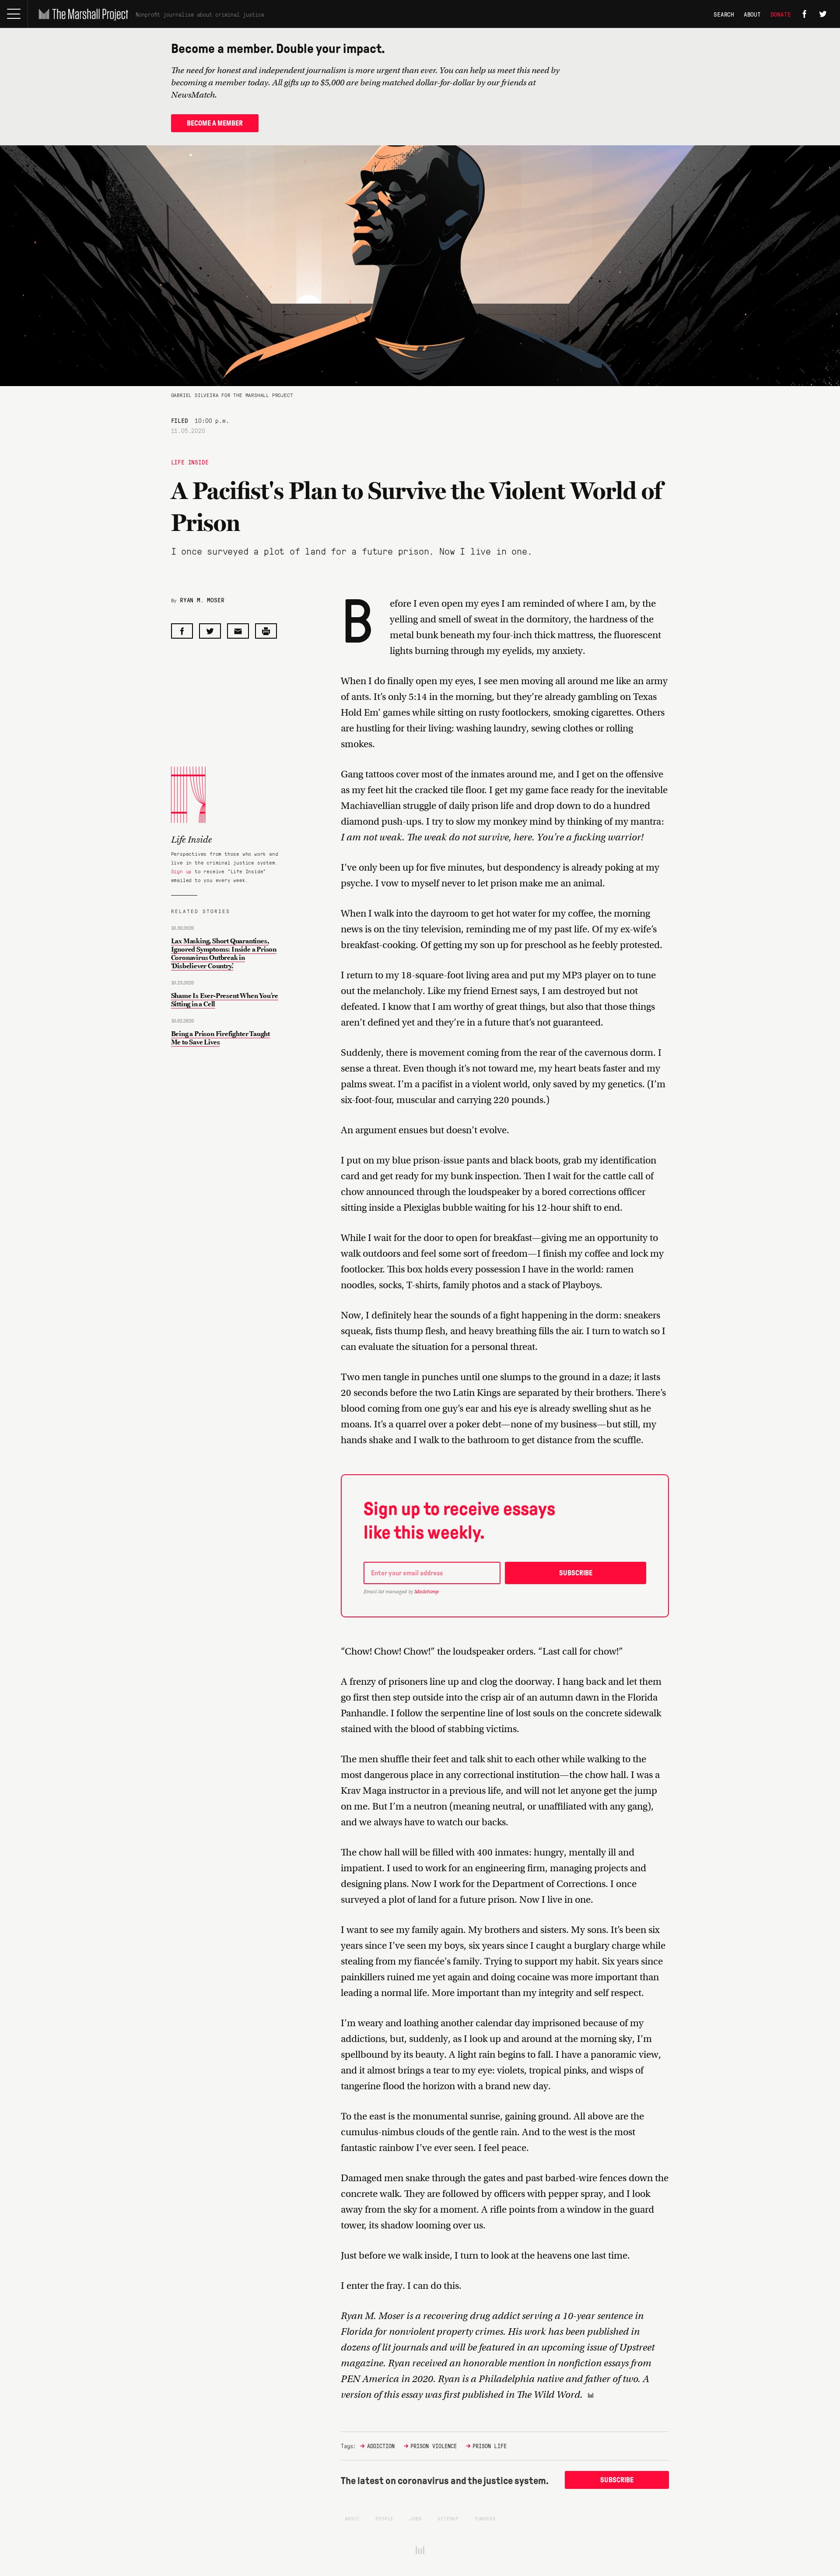 The Marshall Project
Nonprofit journalism about criminal justice
SEARCH ABOUT DONATE
Become a member. Double your impact.
The need for honest and independent journalism is more urgent than ever. You can help us meet this need by
becoming a member today. All gifts up to $5,000 are being matched dollar-for-dollar by our friends at
NewsMatch.
BECOME A MEMBER
GABRIEL SILVEIRA FOR THE MARSHALL PROJECT
FILED 10:00 p.m.
11.05.2020
LIFE INSIDE
A Pacifist's Plan to Survive the Violent World of
Prison
I once surveyed a plot of land for a future prison. Now I live in one.
By RYAN M. MOSER
Before I even open my eyes I am reminded of where I am, by the
yelling and smell of sweat in the dormitory, the hardness of the
metal bunk beneath my four-inch thick mattress, the fluorescent
lights burning through my eyelids, my anxiety.
When I do finally open my eyes, I see men moving all around me like an army
of ants. It's only 5:14 in the morning, but they're already gambling on Texas
Hold Em' games while sitting on rusty footlockers, smoking cigarettes. Others
are hustling for their living: washing laundry, sewing clothes or rolling
smokes.
Gang tattoos cover most of the inmates around me, and I get on the offensive
as my feet hit the cracked tile floor. I get my game face ready for the inevitable
Machiavellian struggle of daily prison life and drop down to do a hundred
diamond push-ups. I try to slow my monkey mind by thinking of my mantra:
I am not weak. The weak do not survive, here. You're a fucking warrior!
I've only been up for five minutes, but despondency is already poking at my
psyche. I vow to myself never to let prison make me an animal.
When I walk into the dayroom to get hot water for my coffee, the morning
news is on the tiny television, reminding me of my past life. Of my ex-wife's
breakfast-cooking. Of getting my son up for preschool as he feebly protested.
I return to my 18-square-foot living area and put my MP3 player on to tune
out the melancholy. Like my friend Ernest says, I am destroyed but not
defeated. I know that I am worthy of great things, but also that those things
aren't defined yet and they're in a future that's not guaranteed.
Suddenly, there is movement coming from the rear of the cavernous dorm. I
sense a threat. Even though it's not toward me, my heart beats faster and my
palms sweat. I'm a pacifist in a violent world, only saved by my genetics. (I'm
six-foot-four, muscular and carrying 220 pounds.)
An argument ensues but doesn't evolve.
I put on my blue prison-issue pants and black boots, grab my identification
card and get ready for my bunk inspection. Then I wait for the cattle call of
chow announced through the loudspeaker by a bored corrections officer
sitting inside a Plexiglas bubble waiting for his 12-hour shift to end.
While I wait for the door to open for breakfast—giving me an opportunity to
walk outdoors and feel some sort of freedom—I finish my coffee and lock my
footlocker. This box holds every possession I have in the world: ramen
noodles, socks, T-shirts, family photos and a stack of Playboys.
Now, I definitely hear the sounds of a fight happening in the dorm: sneakers
squeak, fists thump flesh, and heavy breathing fills the air. I turn to watch so I
can evaluate the situation for a personal threat.
Two men tangle in punches until one slumps to the ground in a daze; it lasts
20 seconds before the two Latin Kings are separated by their brothers. There's
blood coming from one guy's ear and his eye is already swelling shut as he
moans. It's a quarrel over a poker debt—none of my business—but still, my
hands shake and I walk to the bathroom to get distance from the scuffle.
Life Inside
Perspectives from those who work and
live in the criminal justice system.
Sign up to receive "Life Inside"
emailed to you every week.
RELATED STORIES
10.30.2020
Lax Masking, Short Quarantines,
Ignored Symptoms: Inside a Prison
Coronavirus Outbreak in
'Disbeliever Country'
10.23.2020
Shame Is Ever-Present When You're
Sitting in a Cell
10.02.2020
Being a Prison Firefighter Taught
Me to Save Lives
Sign up to receive essays
like this weekly.
Enter your email address
SUBSCRIBE
Email list managed by Mailchimp
“Chow! Chow! Chow!” the loudspeaker orders. “Last call for chow!”
A frenzy of prisoners line up and clog the doorway. I hang back and let them
go first then step outside into the crisp air of an autumn dawn in the Florida
Panhandle. I follow the serpentine line of lost souls on the concrete sidewalk
stained with the blood of stabbing victims.
The men shuffle their feet and talk shit to each other while walking to the
most dangerous place in any correctional institution—the chow hall. I was a
Krav Maga instructor in a previous life, and will not let anyone get the jump
on me. But I'm a neutron (meaning neutral, or unaffiliated with any gang),
and we always have to watch our backs.
The chow hall will be filled with 400 inmates: hungry, mentally ill and
impatient. I used to work for an engineering firm, managing projects and
designing plans. Now I work for the Department of Corrections. I once
surveyed a plot of land for a future prison. Now I live in one.
I want to see my family again. My brothers and sisters. My sons. It's been six
years since I've seen my boys, six years since I caught a burglary charge while
stealing from my fiancée's family. Trying to support my habit. Six years since
painkillers ruined me yet again and doing cocaine was more important than
leading a normal life. More important than my integrity and self respect.
I'm weary and loathing another calendar day imprisoned because of my
addictions, but, suddenly, as I look up and around at the morning sky, I'm
spellbound by its beauty. A light rain begins to fall. I have a panoramic view,
and it almost brings a tear to my eye: violets, tropical pinks, and wisps of
tangerine flood the horizon with a brand new day.
To the east is the monumental sunrise, gaining ground. All above are the
cumulus-nimbus clouds of the gentle rain. And to the west is the most
fantastic rainbow I've ever seen. I feel peace.
Damaged men snake through the gates and past barbed-wire fences down the
concrete walk. They are followed by officers with pepper spray, and I look
away from the sky for a moment. A rifle points from a window in the guard
tower, its shadow looming over us.
Just before we walk inside, I turn to look at the heavens one last time.
I enter the fray. I can do this.
Ryan M. Moser is a recovering drug addict serving a 10-year sentence in
Florida for nonviolent property crimes. His work has been published in
dozens of lit journals and will be featured in an upcoming issue of Upstreet
magazine. Ryan received an honorable mention in nonfiction essays from
PEN America in 2020. Ryan is a Philadelphia native and father of two. A
version of this essay was first published in The Wild Word.
Tags: ADDICTION PRISON VIOLENCE PRISON LIFE
The latest on coronavirus and the justice system.
SUBSCRIBE
ABOUT PEOPLE JOBS SITEMAP FUNDERS